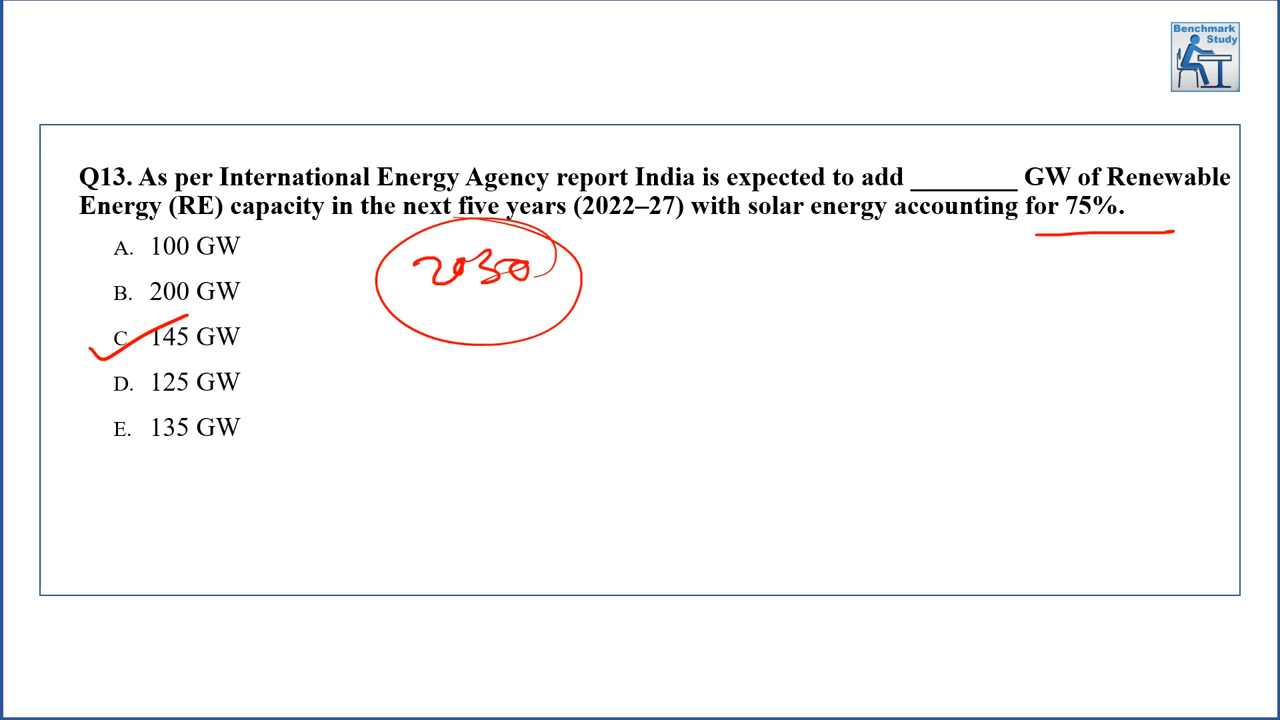 Benchmark
Study
Q13. As per International Energy Agency report India is expected to add ________ GW of Renewable
Energy (RE) capacity in the next five years (2022–27) with solar energy accounting for 75%.
A. 100 GW
2030
B. 200 GW
C. 145 GW
D. 125 GW
E. 135 GW